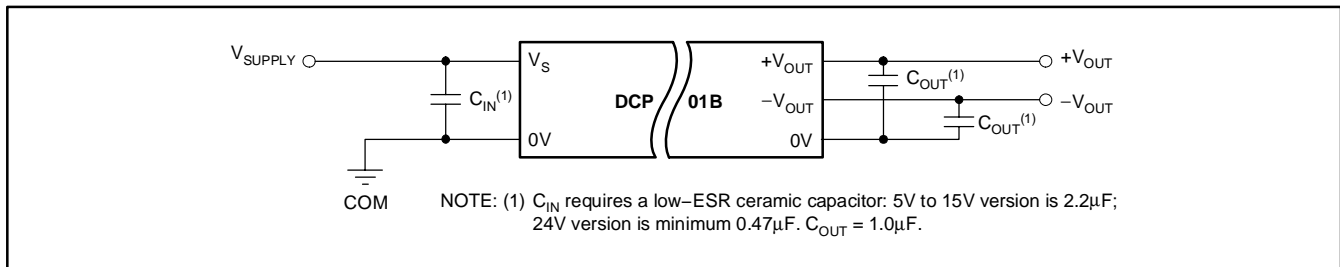 V_SUPPLY
V_S
+V_OUT
+V_OUT
C_OUT(1)
C_IN(1)
DCP
01B
−V_OUT
−V_OUT
C_OUT(1)
0V
0V
COM
NOTE: (1) C_IN requires a low−ESR ceramic capacitor: 5V to 15V version is 2.2μF;
24V version is minimum 0.47μF. C_OUT = 1.0μF.